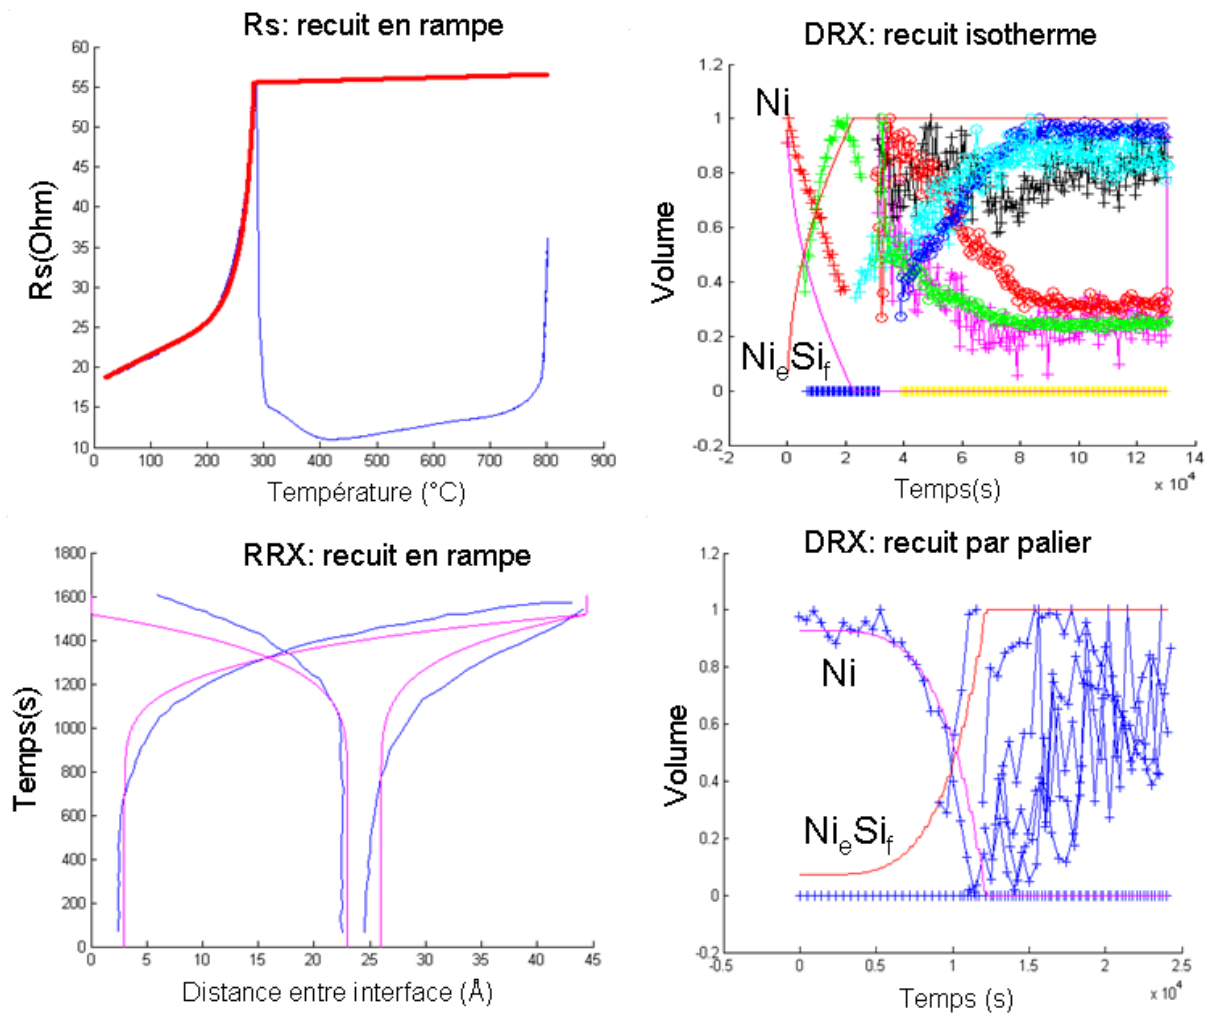 Rs: recuit en rampe
60
55
50
45
40
35
30
25
20
15
10
Rs(Ohm)
0 100 200 300 400 500 600 700 800 900
Température (°C)
DRX: recuit isotherme
1.2
1
0.8
0.6
0.4
0.2
0
-0.2
Volume
Ni
NieSif
-2 0 2 4 6 8 10 12 14
Temps(s)
x 10⁴
RRX: recuit en rampe
1800
1600
1400
1200
1000
800
600
400
200
0
Temps(s)
0 5 10 15 20 25 30 35 40 45
Distance entre interface (Å)
DRX: recuit par palier
1.2
1
0.8
0.6
0.4
0.2
0
-0.2
Volume
Ni
NieSif
-0.5 0 0.5 1 1.5 2 2.5
Temps (s)
x 10⁴